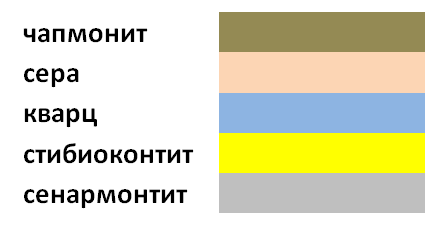 чапмонит
сера
кварц
стибиоконтит
сенармонтит